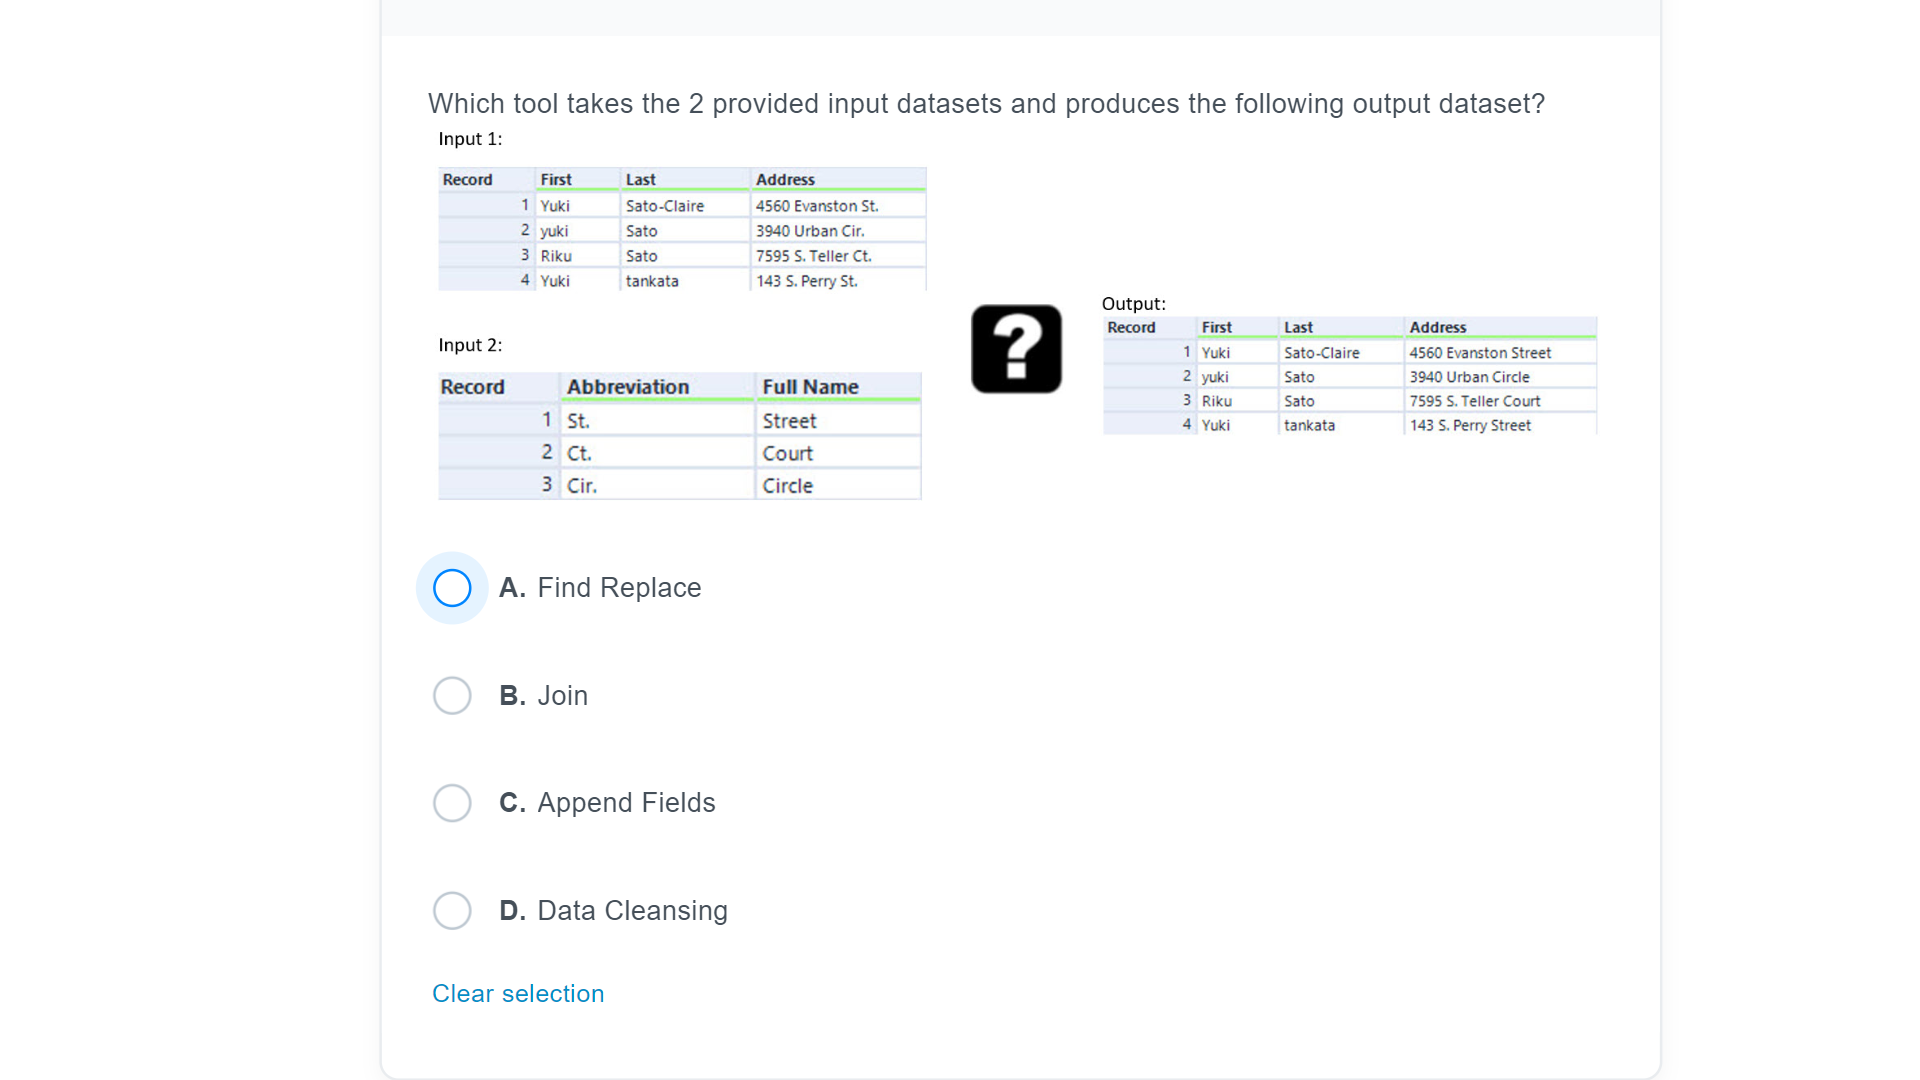 Which tool takes the 2 provided input datasets and produces the following output dataset?
Input 1:
Record First Last Address
1 Yuki Sato-Claire 4560 Evanston St.
2 yuki Sato 3940 Urban Cir.
3 Riku Sato 7595 S. Teller Ct.
4 Yuki tankata 143 S. Perry St.
Input 2:
Record Abbreviation Full Name
1 St. Street
2 Ct. Court
3 Cir. Circle
?
Output:
Record First Last Address
1 Yuki Sato-Claire 4560 Evanston Street
2 yuki Sato 3940 Urban Circle
3 Riku Sato 7595 S. Teller Court
4 Yuki tankata 143 S. Perry Street
A. Find Replace
B. Join
C. Append Fields
D. Data Cleansing
Clear selection